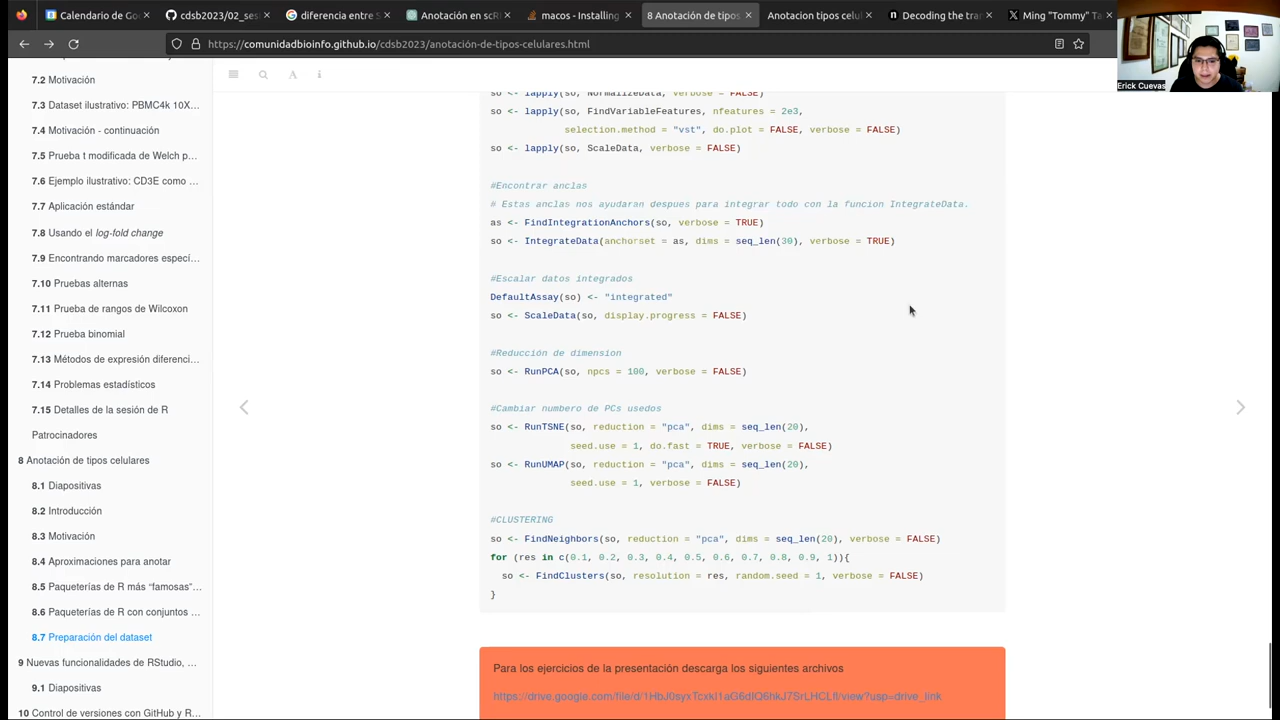 Calendario de Go
cdsb2023/02_ses
diferencia entre S
Anotación en scR
macos - Installing
8 Anotación de tipos
Anotacion tipos celul
Decoding the tra
Ming "Tommy" Ta
https://comunidadbioinfo.github.io/cdsb2023/anotación-de-tipos-celulares.html
Erick Cuevas
7.2 Motivación
7.3 Dataset ilustrativo: PBMC4k 10X...
7.4 Motivación - continuación
7.5 Prueba t modificada de Welch p...
7.6 Ejemplo ilustrativo: CD3E como ...
7.7 Aplicación estándar
7.8 Usando el log-fold change
7.9 Encontrando marcadores especí...
7.10 Pruebas alternas
7.11 Prueba de rangos de Wilcoxon
7.12 Prueba binomial
7.13 Métodos de expresión diferenci...
7.14 Problemas estadísticos
7.15 Detalles de la sesión de R
Patrocinadores
8 Anotación de tipos celulares
8.1 Diapositivas
8.2 Introducción
8.3 Motivación
8.4 Aproximaciones para anotar
8.5 Paqueterías de R más “famosas”...
8.6 Paqueterías de R con conjuntos ...
8.7 Preparación del dataset
9 Nuevas funcionalidades de RStudio, ...
9.1 Diapositivas
10 Control de versiones con GitHub y R...
so <- lapply(so, NormalizeData, verbose = FALSE)
so <- lapply(so, FindVariableFeatures, nfeatures = 2e3,
selection.method = "vst", do.plot = FALSE, verbose = FALSE)
so <- lapply(so, ScaleData, verbose = FALSE)
#Encontrar anclas
# Estas anclas nos ayudaran despues para integrar todo con la funcion IntegrateData.
as <- FindIntegrationAnchors(so, verbose = TRUE)
so <- IntegrateData(anchorset = as, dims = seq_len(30), verbose = TRUE)
#Escalar datos integrados
DefaultAssay(so) <- "integrated"
so <- ScaleData(so, display.progress = FALSE)
#Reducción de dimension
so <- RunPCA(so, npcs = 100, verbose = FALSE)
#Cambiar numbero de PCs usedos
so <- RunTSNE(so, reduction = "pca", dims = seq_len(20),
seed.use = 1, do.fast = TRUE, verbose = FALSE)
so <- RunUMAP(so, reduction = "pca", dims = seq_len(20),
seed.use = 1, verbose = FALSE)
#CLUSTERING
so <- FindNeighbors(so, reduction = "pca", dims = seq_len(20), verbose = FALSE)
for (res in c(0.1, 0.2, 0.3, 0.4, 0.5, 0.6, 0.7, 0.8, 0.9, 1)){
so <- FindClusters(so, resolution = res, random.seed = 1, verbose = FALSE)
}
Para los ejercicios de la presentación descarga los siguientes archivos